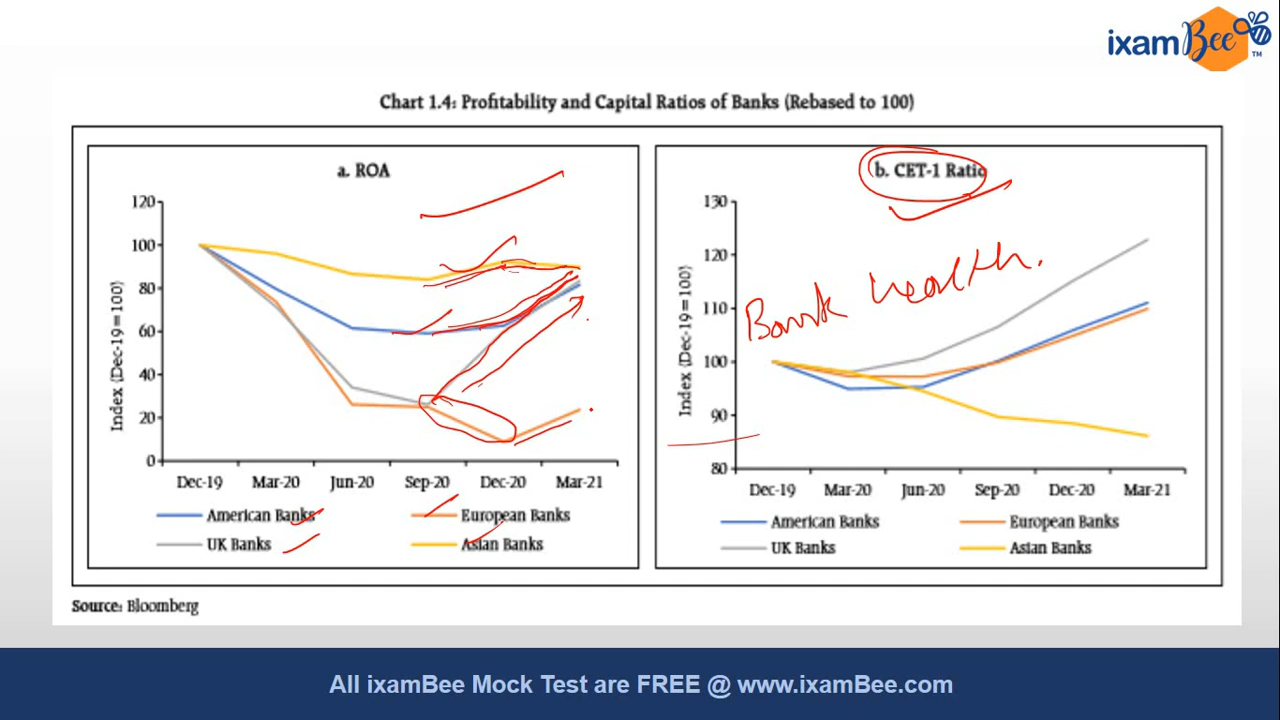 ixamBee
TM
Chart 1.4: Profitability and Capital Ratios of Banks (Rebased to 100)
a. ROA
Index (Dec-19=100)
120
100
80
60
40
20
0
Dec-19 Mar-20 Jun-20 Sep-20 Dec-20 Mar-21
American Banks European Banks
UK Banks Asian Banks
b. CET-1 Ratio
Bank health.
Index (Dec-19=100)
130
120
110
100
90
80
Dec-19 Mar-20 Jun-20 Sep-20 Dec-20 Mar-21
American Banks European Banks
UK Banks Asian Banks
Source: Bloomberg
All ixamBee Mock Test are FREE @ www.ixamBee.com